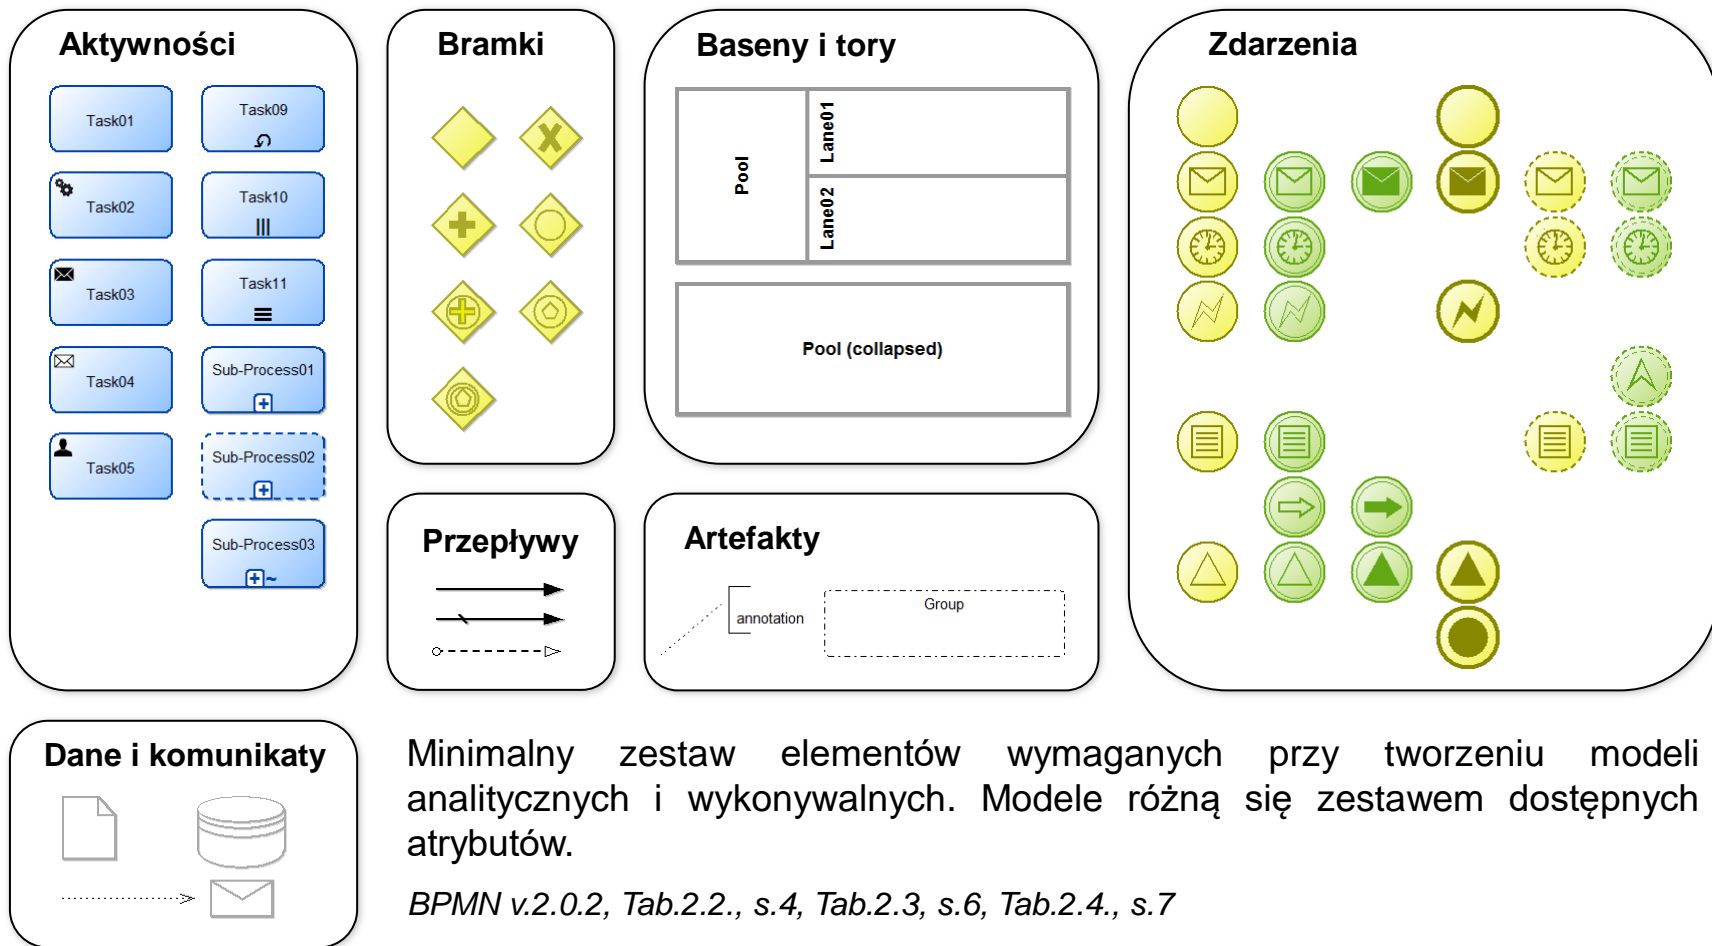 Aktywności
Task01
Task09
Task02
Task10
Task03
Task11
Task04
Sub-Process01
Task05
Sub-Process02
Sub-Process03
Bramki
Baseny i tory
Pool
Lane01
Lane02
Pool (collapsed)
Zdarzenia
Przepływy
Artefakty
annotation
Group
Dane i komunikaty
Minimalny zestaw elementów wymaganych przy tworzeniu modeli
analitycznych i wykonywalnych. Modele różną się zestawem dostępnych
atrybutów.
BPMN v.2.0.2, Tab.2.2., s.4, Tab.2.3, s.6, Tab.2.4., s.7